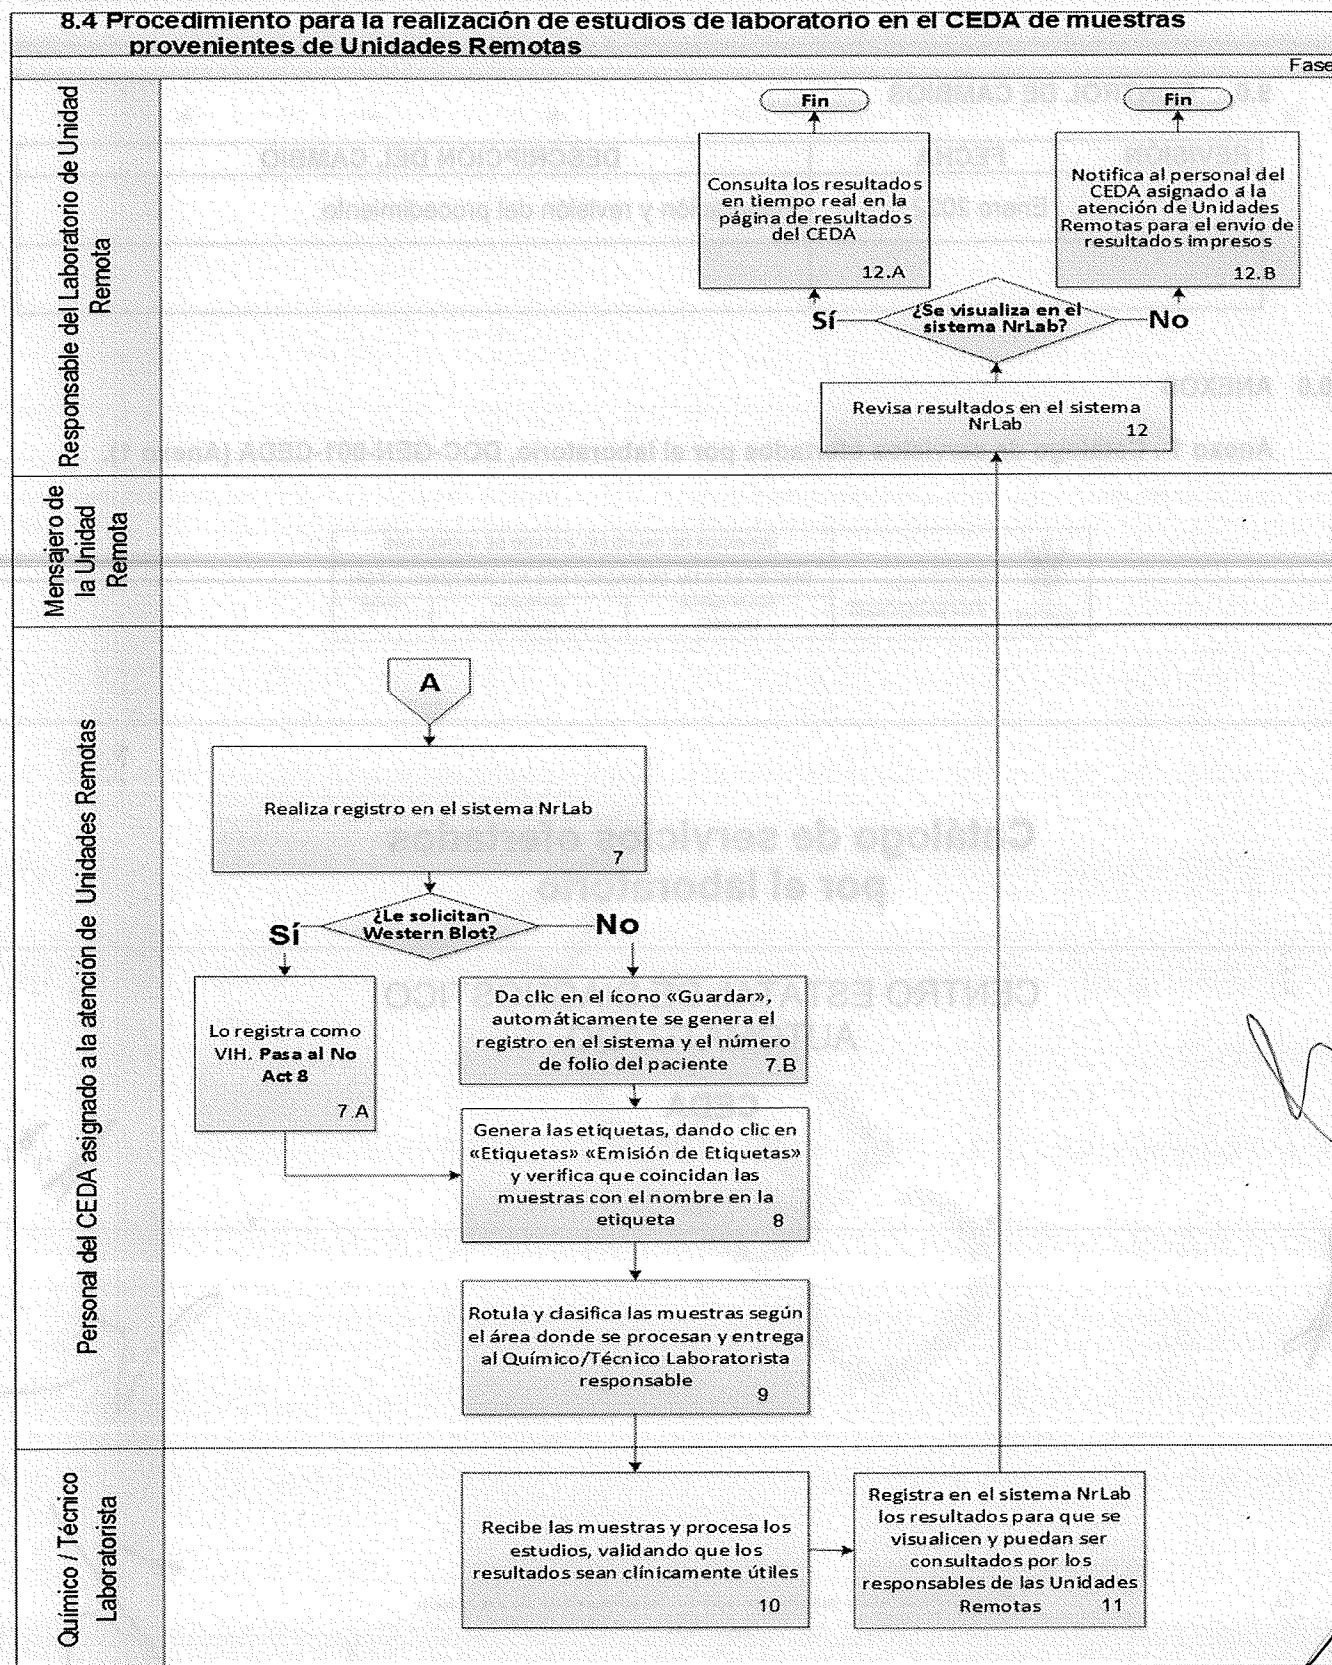 8.4 Procedimiento para la realización de estudios de laboratorio en el CEDA de muestras
provenientes de Unidades Remotas
Fase
Responsable del Laboratorio de Unidad
Remota
Fin
Fin
Consulta los resultados
en tiempo real en la
página de resultados
del CEDA
12.A
Notifica al personal del
CEDA asignado a la
atención de Unidades
Remotas para el envío de
resultados impresos
12.B
Sí
¿Se visualiza en el
sistema NrLab?
No
Revisa resultados en el sistema
NrLab 12
Mensajero de
la Unidad
Remota
Personal del CEDA asignado a la atención de Unidades Remotas
A
Realiza registro en el sistema NrLab
7
Sí
¿Le solicitan
Western Blot?
No
Lo registra como
VIH. Pasa al No
Act 8
7.A
Da clic en el ícono «Guardar»,
automáticamente se genera el
registro en el sistema y el número
de folio del paciente 7.B
Genera las etiquetas, dando clic en
«Etiquetas» «Emisión de Etiquetas»
y verifica que coincidan las
muestras con el nombre en la
etiqueta 8
Rotula y clasifica las muestras según
el área donde se procesan y entrega
al Químico/Técnico Laboratorista
responsable 9
Químico / Técnico
Laboratorista
Recibe las muestras y procesa los
estudios, validando que los
resultados sean clínicamente útiles
10
Registra en el sistema NrLab
los resultados para que se
visualicen y puedan ser
consultados por los
responsables de las Unidades
Remotas 11